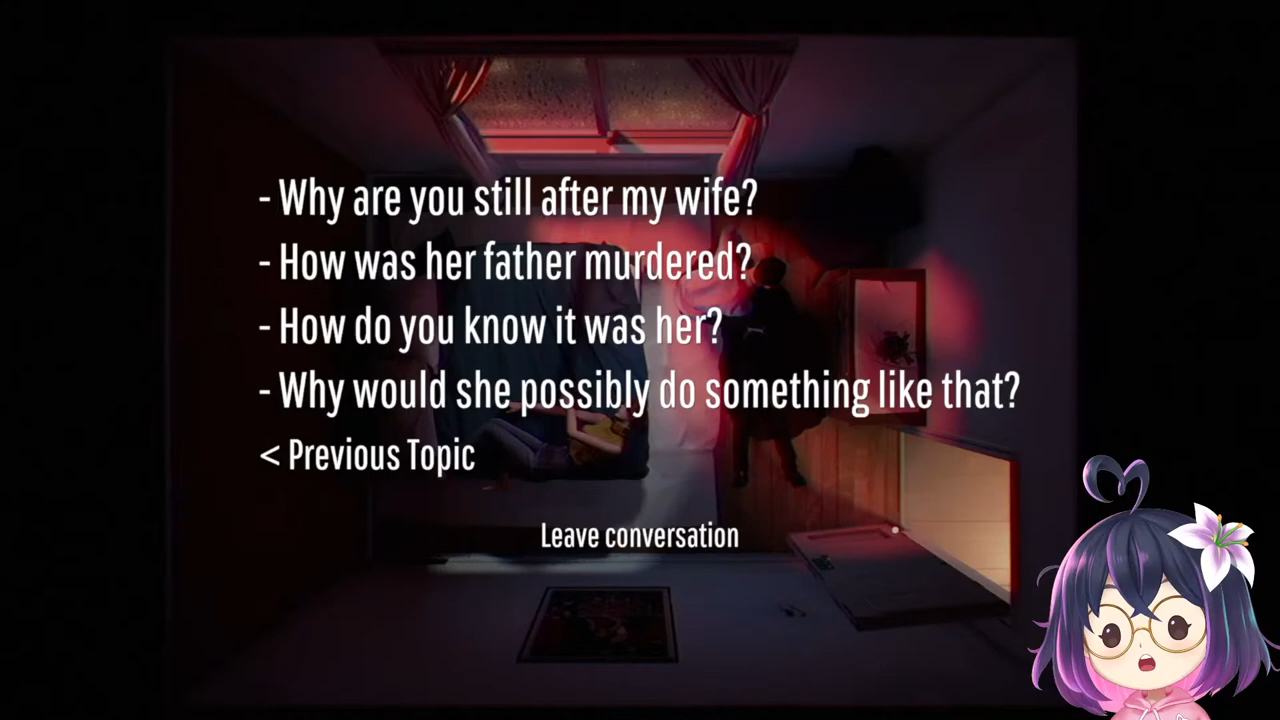 - Why are you still after my wife?
- How was her father murdered?
- How do you know it was her?
- Why would she possibly do something like that?
< Previous Topic
Leave conversation